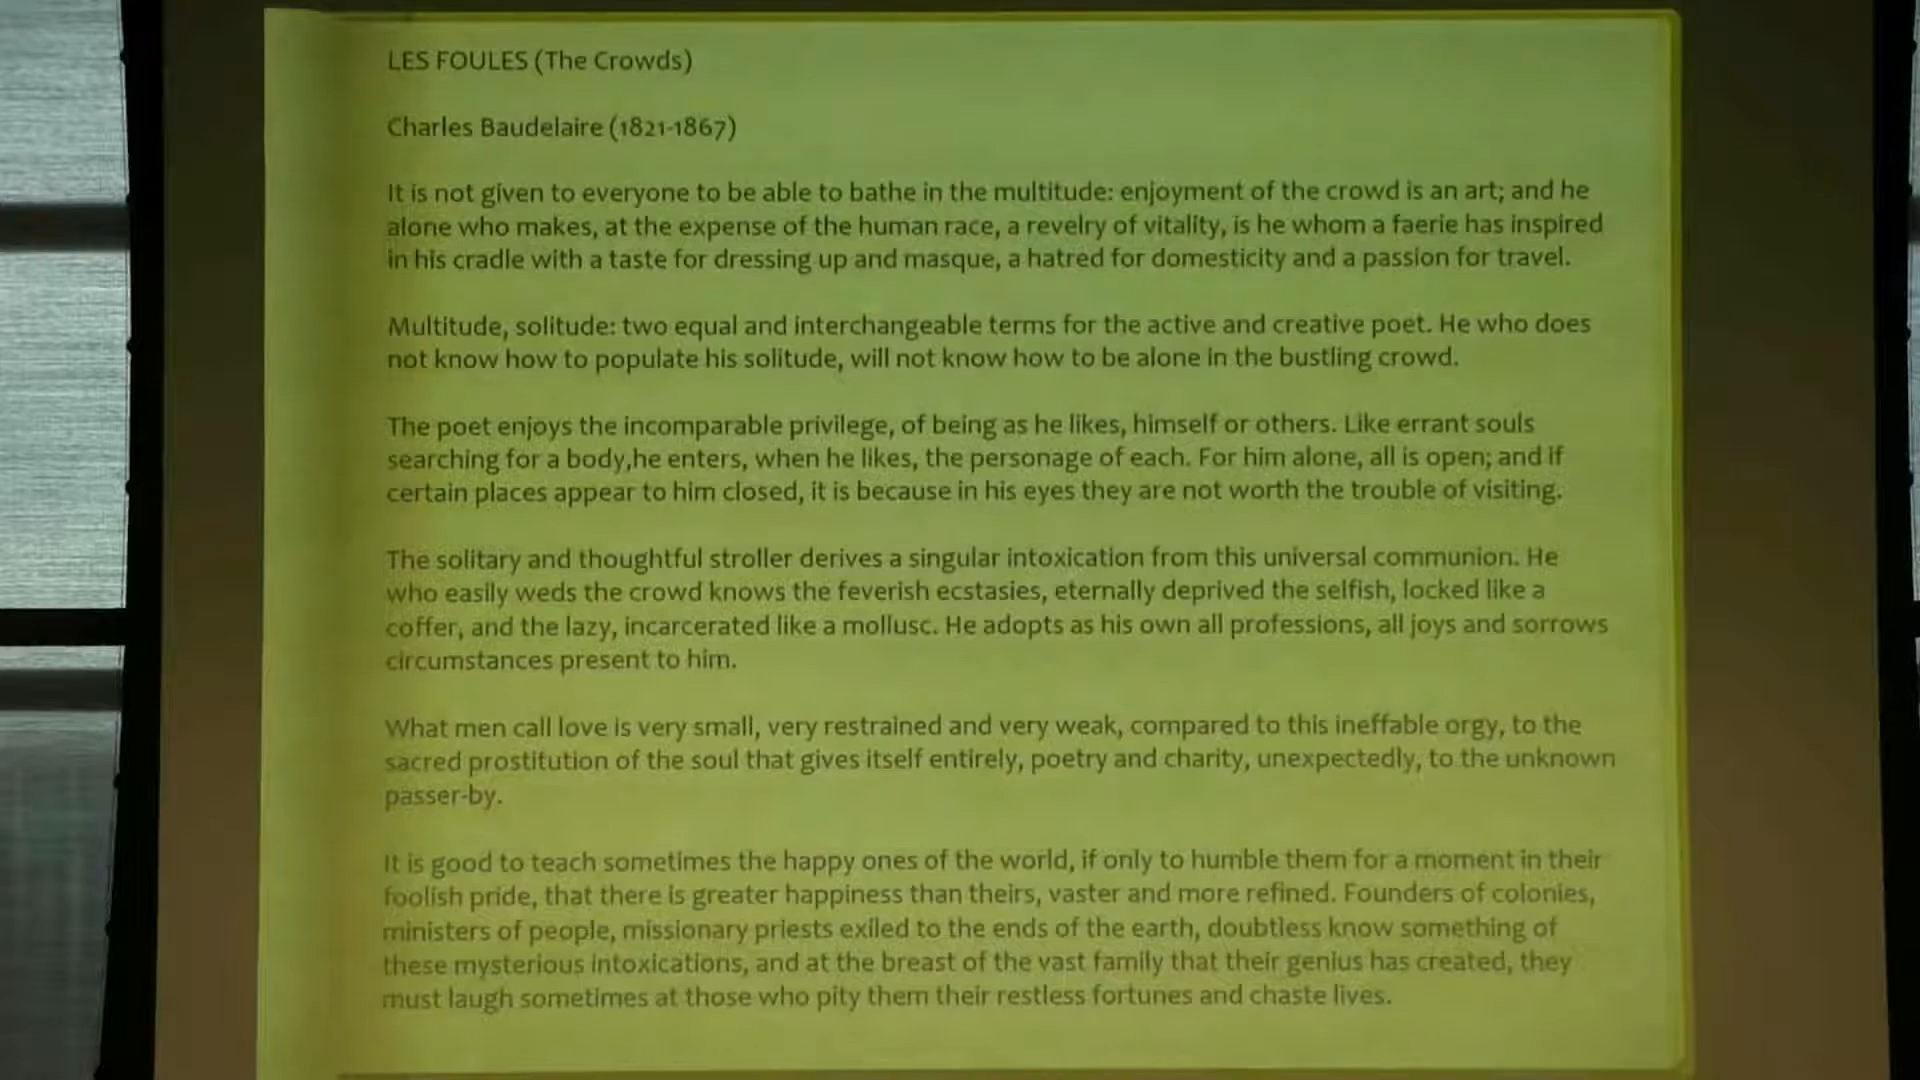 LES FOULES (The Crowds)
Charles Baudelaire (1821-1867)
It is not given to everyone to be able to bathe in the multitude: enjoyment of the crowd is an art; and he
alone who makes, at the expense of the human race, a revelry of vitality, is he whom a faerie has inspired
in his cradle with a taste for dressing up and masque, a hatred for domesticity and a passion for travel.
Multitude, solitude: two equal and interchangeable terms for the active and creative poet. He who does
not know how to populate his solitude, will not know how to be alone in the bustling crowd.
The poet enjoys the incomparable privilege, of being as he likes, himself or others. Like errant souls
searching for a body,he enters, when he likes, the personage of each. For him alone, all is open; and if
certain places appear to him closed, it is because in his eyes they are not worth the trouble of visiting.
The solitary and thoughtful stroller derives a singular intoxication from this universal communion. He
who easily weds the crowd knows the feverish ecstasies, eternally deprived the selfish, locked like a
coffer, and the lazy, incarcerated like a mollusc. He adopts as his own all professions, all joys and sorrows
circumstances present to him.
What men call love is very small, very restrained and very weak, compared to this ineffable orgy, to the
sacred prostitution of the soul that gives itself entirely, poetry and charity, unexpectedly, to the unknown
passer-by.
It is good to teach sometimes the happy ones of the world, if only to humble them for a moment in their
foolish pride, that there is greater happiness than theirs, vaster and more refined. Founders of colonies,
ministers of people, missionary priests exiled to the ends of the earth, doubtless know something of
these mysterious intoxications, and at the breast of the vast family that their genius has created, they
must laugh sometimes at those who pity them their restless fortunes and chaste lives.